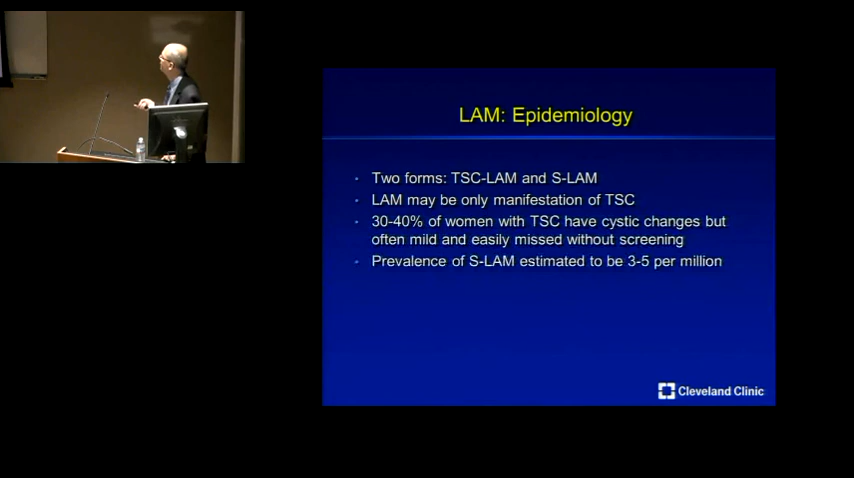 LAM: Epidemiology
Two forms: TSC-LAM and S-LAM
LAM may be only manifestation of TSC
30-40% of women with TSC have cystic changes but
often mild and easily missed without screening
Prevalence of S-LAM estimated to be 3-5 per million
Cleveland Clinic